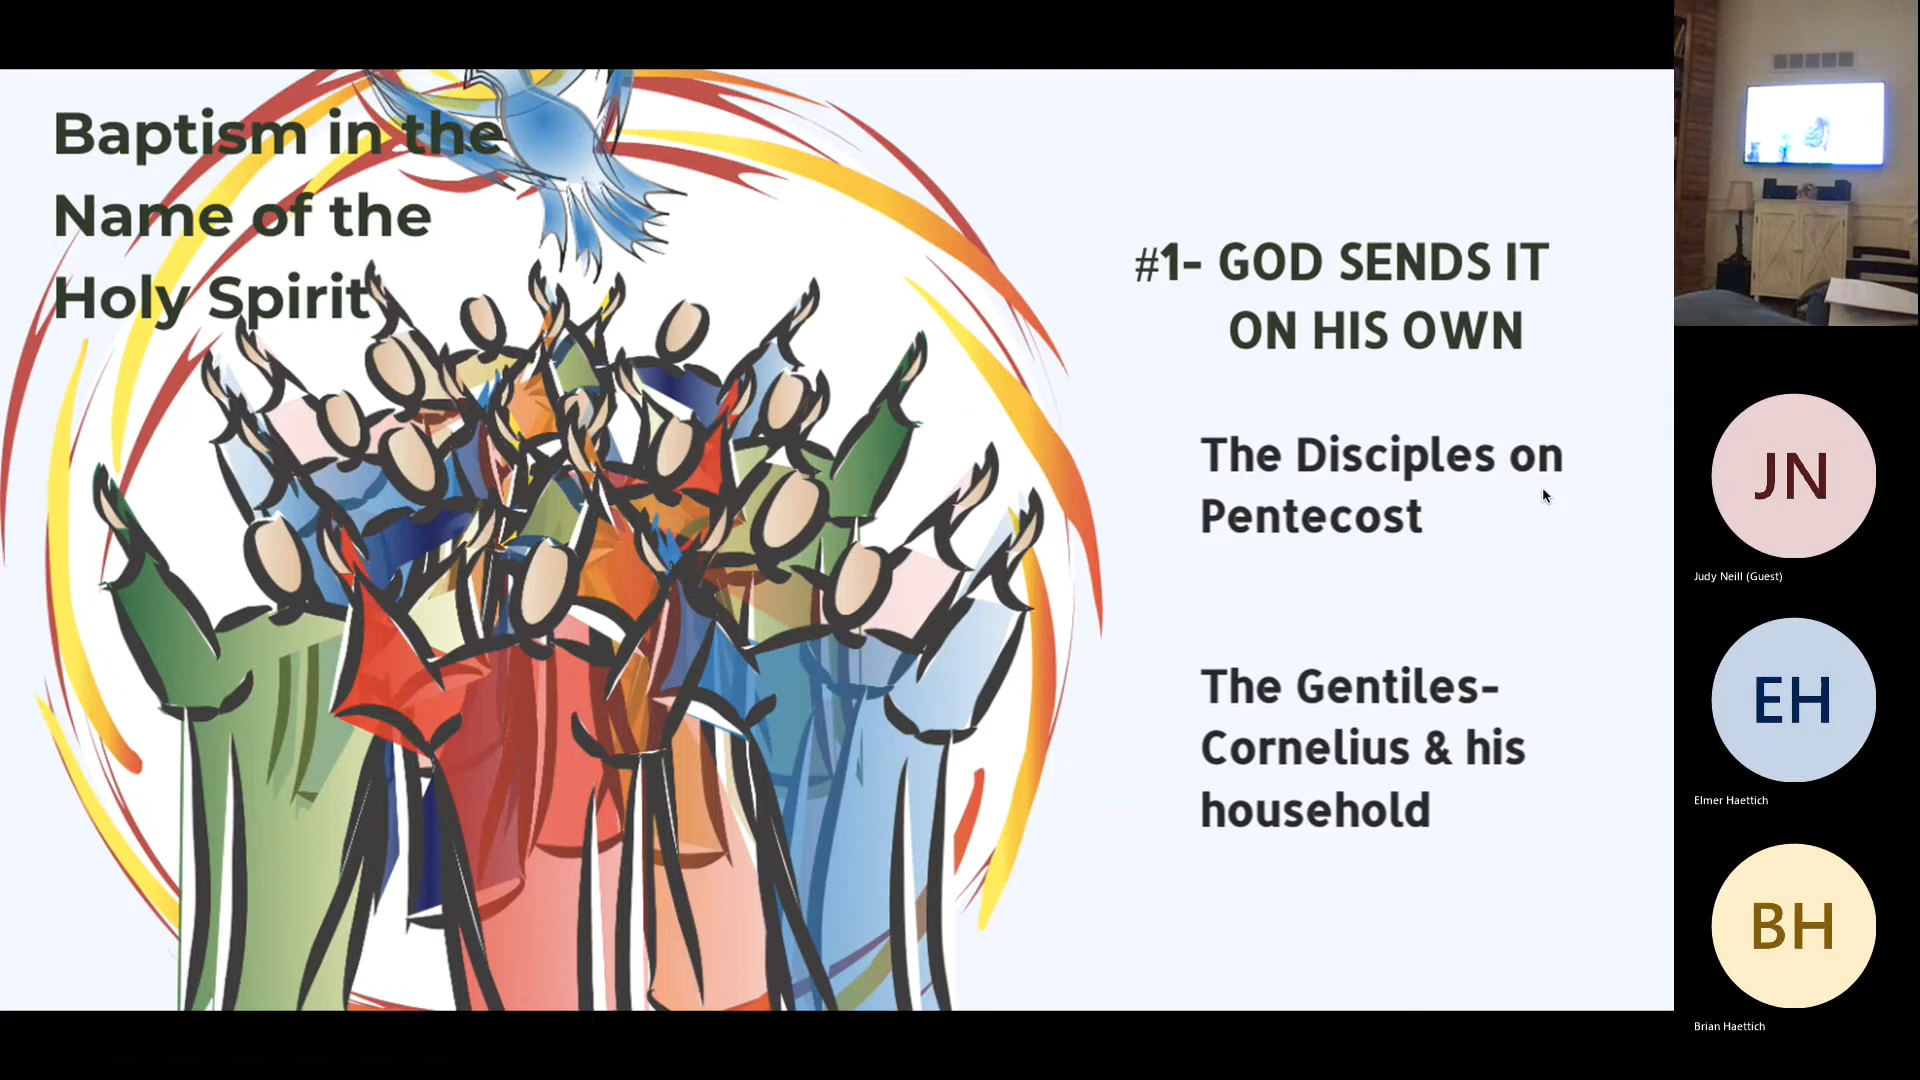 Baptism in the
Name of the
Holy Spirit
#1- GOD SENDS IT
ON HIS OWN
The Disciples on
Pentecost
The Gentiles-
Cornelius & his
household
JN
Judy Neill (Guest)
EH
Elmer Haettich
BH
Brian Haettich